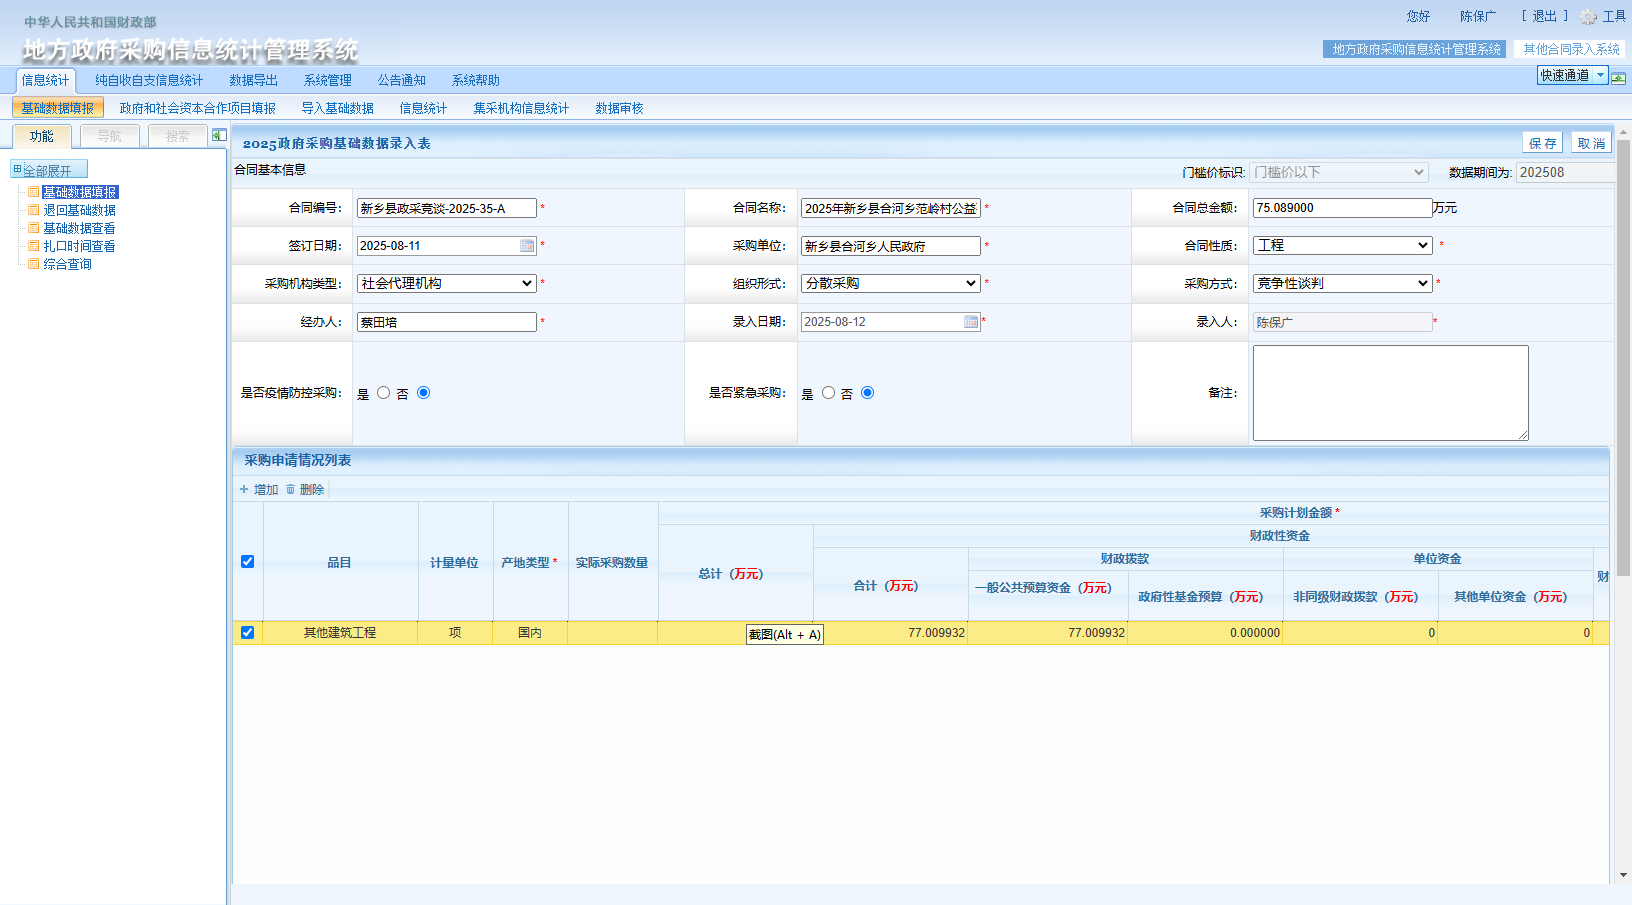 中华人民共和国财政部
地方政府采购信息统计管理系统
您好 陈保广 [ 退出 ] 工具
地方政府采购信息统计管理系统 其他合同录入系统
信息统计 纯自收自支信息统计 数据导出 系统管理 公告通知 系统帮助 快速通道
基础数据填报 政府和社会资本合作项目填报 导入基础数据 信息统计 集采机构信息统计 数据审核
功能 导航 搜索
全部展开
基础数据填报
退回基础数据
基础数据查看
扎口时间查看
综合查询
2025政府采购基础数据录入表 保存 取消
合同基本信息 门槛价标识: 门槛价以下 数据期间为: 202508
合同编号: 新乡县政采竞谈-2025-35-A * 合同名称: 2025年新乡县合河乡范岭村公益 * 合同总金额: 75.089000 万元
签订日期: 2025-08-11 * 采购单位: 新乡县合河乡人民政府 * 合同性质: 工程 *
采购机构类型: 社会代理机构 * 组织形式: 分散采购 * 采购方式: 竞争性谈判 *
经办人: 蔡田培 * 录入日期: 2025-08-12 * 录入人: 陈保广 *
是否疫情防控采购: 是 否 是否紧急采购: 是 否 备注:
采购申请情况列表
增加 删除
采购计划金额 *
财政性资金
财政拨款 单位资金
品目 计量单位 产地类型 * 实际采购数量 总计 (万元) 合计 (万元) 一般公共预算资金 (万元) 政府性基金预算 (万元) 非同级财政拨款 (万元) 其他单位资金 (万元) 财
其他建筑工程 项 国内 截图(Alt + A) 77.009932 77.009932 0.000000 0 0